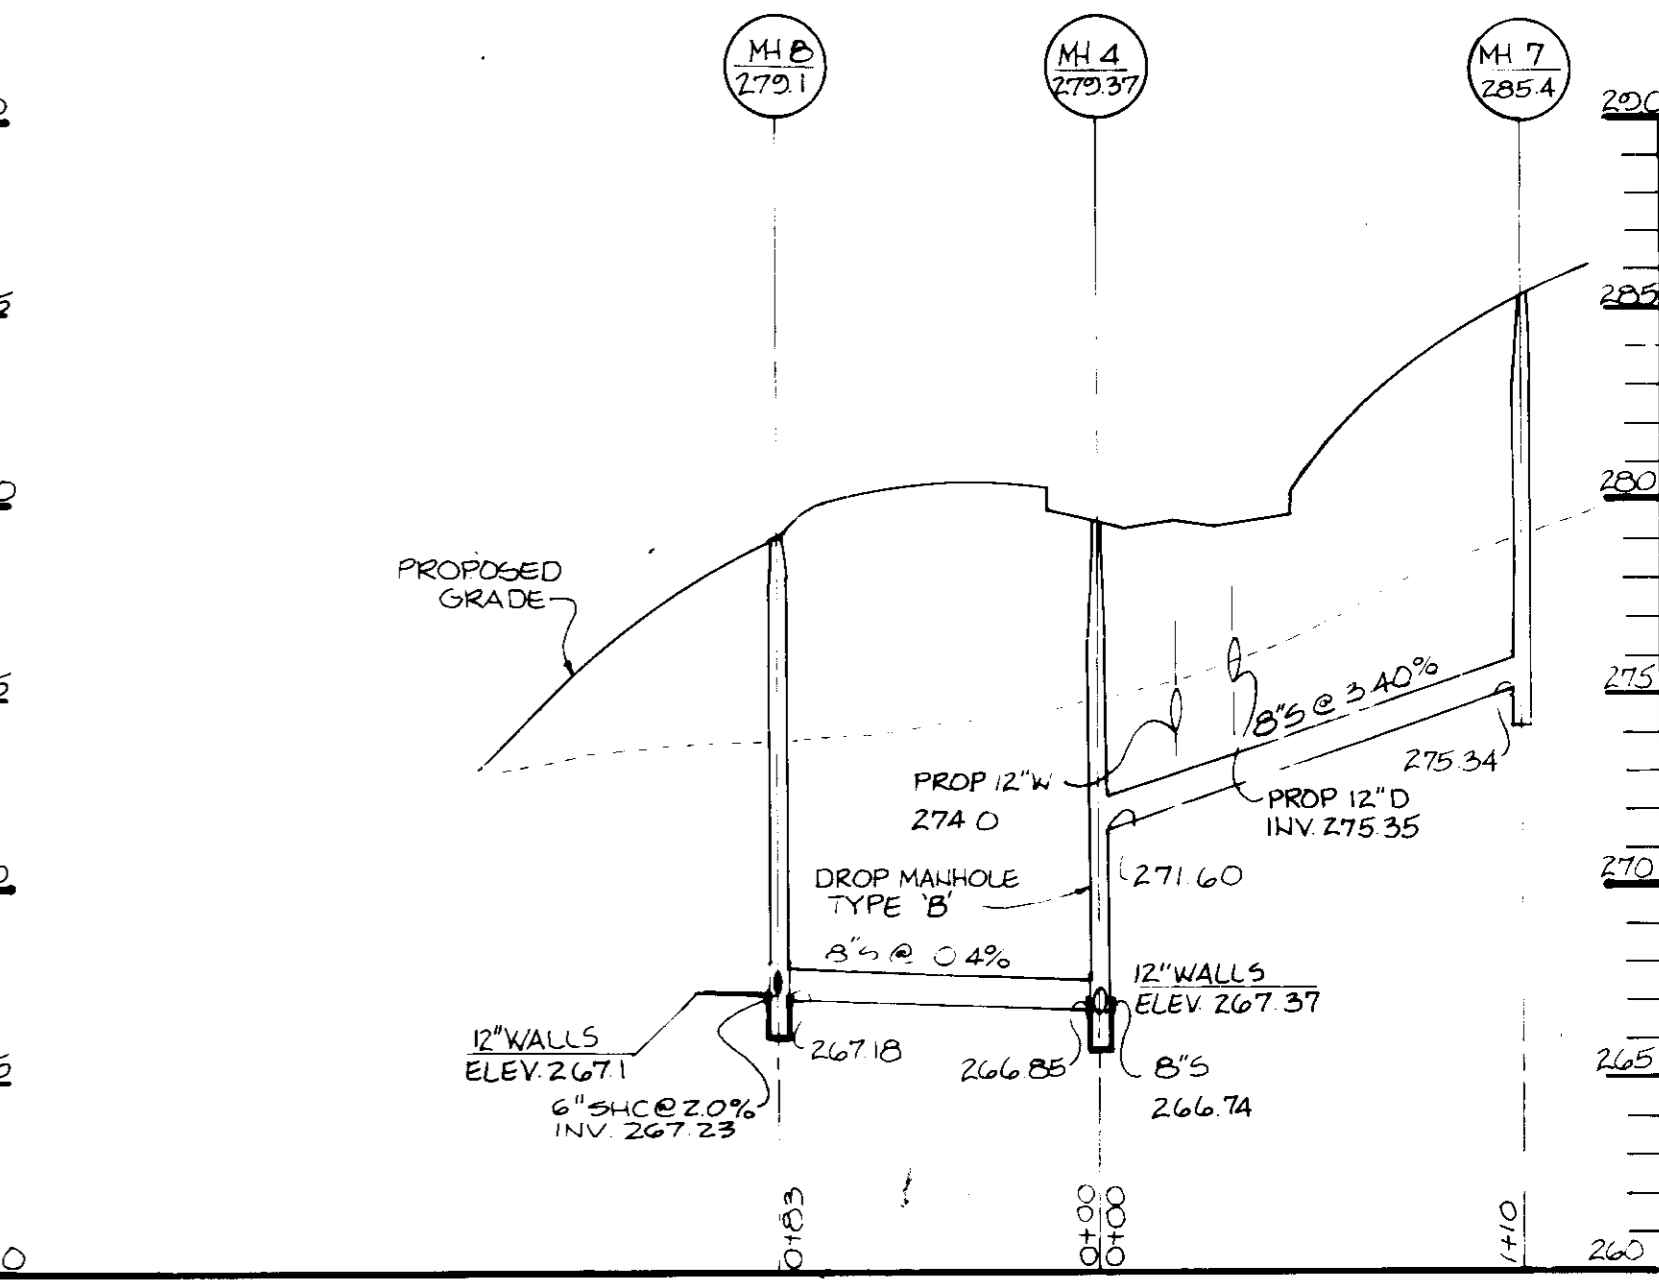 MH 8
279.1
MH 4
279.37
MH 7
285.4
290
285
280
275
270
265
260
PROPOSED
GRADE
8"S @ 3.40%
275.34
PROP 12"W
274.0
PROP 12"D
INV. 275.35
271.60
DROP MANHOLE
TYPE 'B'
8"S @ 0.4%
12" WALLS
ELEV. 267.37
12" WALLS
ELEV. 267.1
267.18
266.85
8"S
266.74
6" SHC @ 2.0%
INV. 267.23
0+83
0+00
0+00
1+10